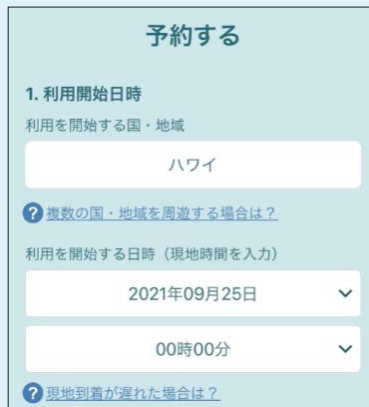 予約する
1. 利用開始日時
利用を開始する国・地域
ハワイ
? 複数の国・地域を周遊する場合は？
利用を開始する日時（現地時間を入力）
2021年09月25日
00時00分
? 現地到着が遅れた場合は？